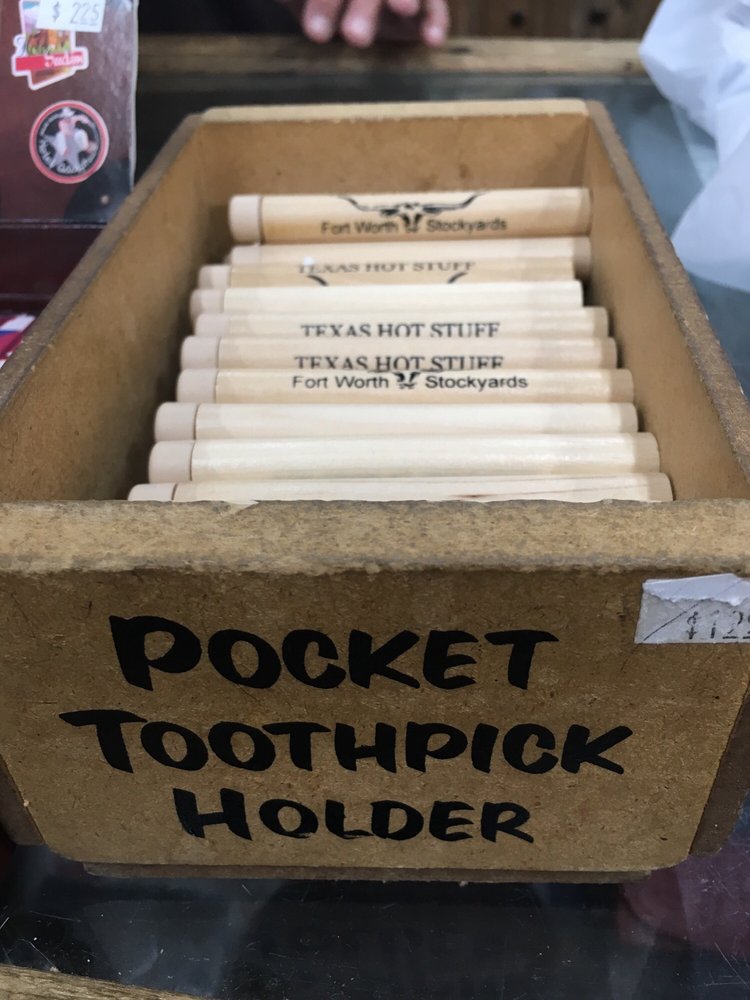 $ 225
Fort Worth Stockyards
TEXAS HOT STUFF
TEXAS HOT STUFF
TEXAS HOT STUFF
Fort Worth Stockyards
POCKET
TOOTHPICK
HOLDER